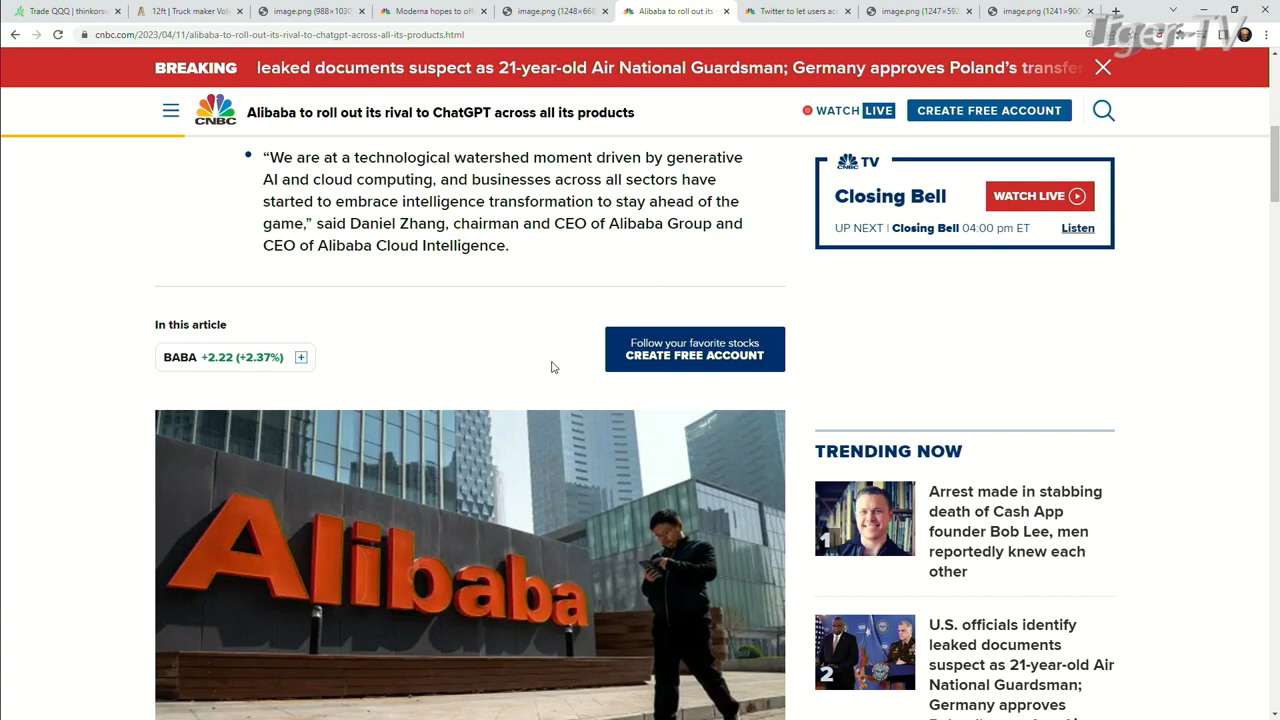 Trade QQQ | thinkorsw
12ft | Truck maker Volv
image.png (988×1030
Moderna hopes to off
image.png (1248×668
Alibaba to roll out its
Twitter to let users ac
image.png (1247×592
image.png (1241×900
Tiger TV
cnbc.com/2023/04/11/alibaba-to-roll-out-its-rival-to-chatgpt-across-all-its-products.html
BREAKING leaked documents suspect as 21-year-old Air National Guardsman; Germany approves Poland's transfer
CNBC
Alibaba to roll out its rival to ChatGPT across all its products
WATCH LIVE
CREATE FREE ACCOUNT
• “We are at a technological watershed moment driven by generative
AI and cloud computing, and businesses across all sectors have
started to embrace intelligence transformation to stay ahead of the
game,” said Daniel Zhang, chairman and CEO of Alibaba Group and
CEO of Alibaba Cloud Intelligence.
In this article
BABA +2.22 (+2.37%)
Follow your favorite stocks
CREATE FREE ACCOUNT
Alibaba
CNBC TV
Closing Bell
WATCH LIVE
UP NEXT | Closing Bell 04:00 pm ET
Listen
TRENDING NOW
1
Arrest made in stabbing
death of Cash App
founder Bob Lee, men
reportedly knew each
other
2
U.S. officials identify
leaked documents
suspect as 21-year-old Air
National Guardsman;
Germany approves